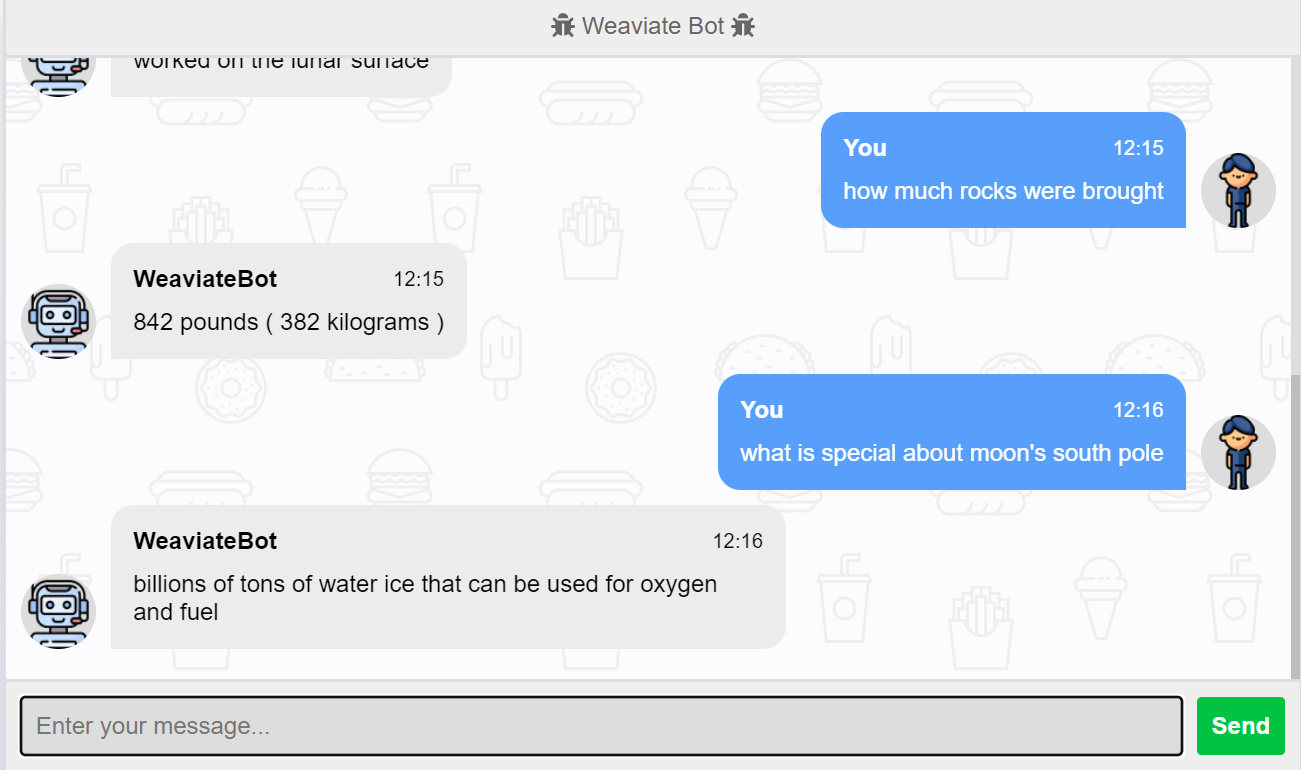 Weaviate Bot
worked on the lunar surface
You 12:15
how much rocks were brought
WeaviateBot 12:15
842 pounds ( 382 kilograms )
You 12:16
what is special about moon's south pole
WeaviateBot 12:16
billions of tons of water ice that can be used for oxygen
and fuel
Enter your message...
Send